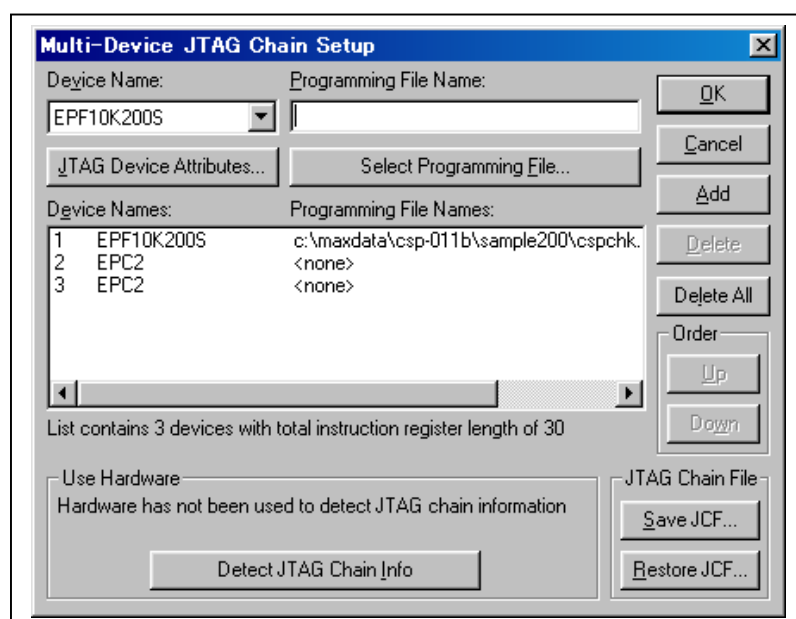 Multi-Device JTAG Chain Setup
Device Name:
Programming File Name:
OK
EPF10K200S
Cancel
JTAG Device Attributes...
Select Programming File...
Add
Device Names:
Programming File Names:
1 EPF10K200S c:\maxdata\csp-011b\sample200\cspchk.
2 EPC2 <none>
3 EPC2 <none>
Delete
Delete All
Order
Up
Down
List contains 3 devices with total instruction register length of 30
Use Hardware
Hardware has not been used to detect JTAG chain information
Detect JTAG Chain Info
JTAG Chain File
Save JCF...
Restore JCF...